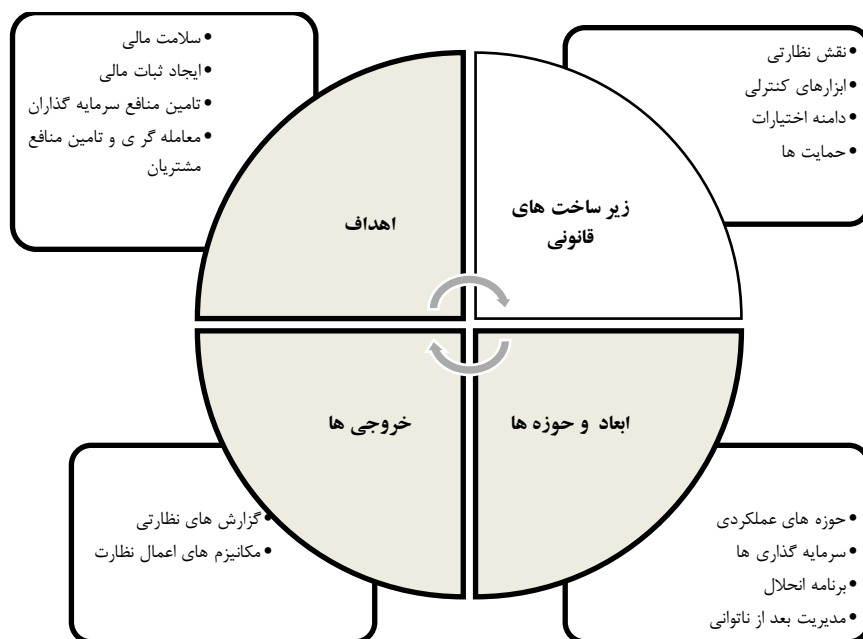 نقش نظارتی
ابزارهای کنترلی
دامنه اختیارات
حمایت ها
سلامت مالی
ایجاد ثبات مالی
تامین منافع سرمایه گذاران
معامله گر ی و تامین منافع
مشتریان
زیر ساخت های
قانونی
اهداف
ابعاد و حوزه ها
خروجی ها
حوزه های عملکردی
سرمایه گذاری ها
برنامه انحلال
مدیریت بعد از ناتوانی
گزارش های نظارتی
مکانیزم های اعمال نظارت